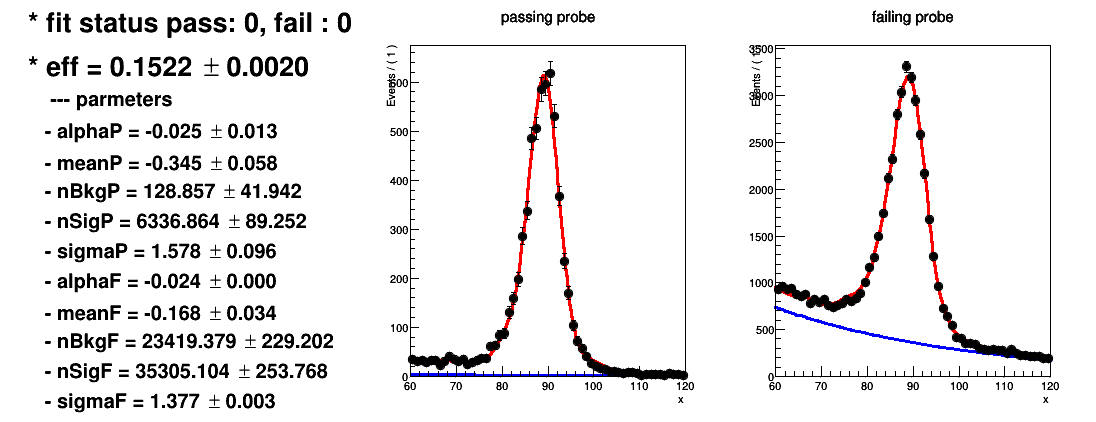 * fit status pass: 0, fail : 0
* eff = 0.1522 ± 0.0020
--- parmeters
- alphaP = -0.025 ± 0.013
- meanP = -0.345 ± 0.058
- nBkgP = 128.857 ± 41.942
- nSigP = 6336.864 ± 89.252
- sigmaP = 1.578 ± 0.096
- alphaF = -0.024 ± 0.000
- meanF = -0.168 ± 0.034
- nBkgF = 23419.379 ± 229.202
- nSigF = 35305.104 ± 253.768
- sigmaF = 1.377 ± 0.003
passing probe
Events / ( 1 )
600
500
400
300
200
100
0
60 70 80 90 100 110 120
x
failing probe
Events / ( 1 )
3500
3000
2500
2000
1500
1000
500
0
60 70 80 90 100 110 120
x